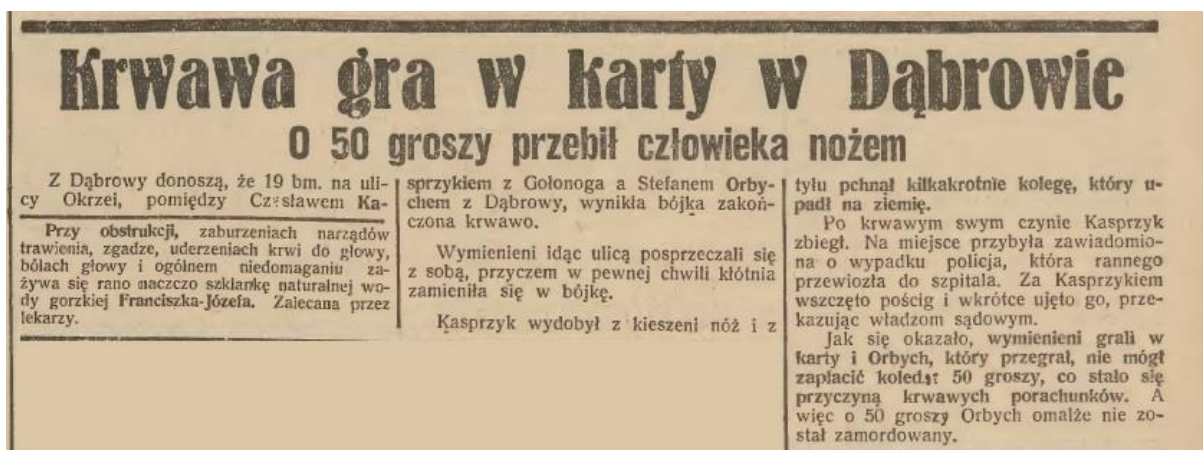 Krwawa gra w karty w Dąbrowie
O 50 groszy przebił człowieka nożem
Z Dąbrowy donoszą, że 19 bm. na uli-
cy Okrzei, pomiędzy Czesławem Ka-
Przy obstrukcji, zaburzeniach narządów
trawienia, zgadze, uderzeniach krwi do głowy,
bólach głowy i ogólnem niedomaganiu za-
żywa się rano naczczo szklankę naturalnej wo-
dy gorzkiej Franciszka-Józefa. Zalecana przez
lekarzy.
sprzykiem z Gołonoga a Stefanem Orby-
chem z Dąbrowy, wynikła bójka zakoń-
czona krwawo.
Wymienieni idąc ulicą posprzeczali się
z sobą, przyczem w pewnej chwili kłótnia
zamieniła się w bójkę.
Kasprzyk wydobył z kieszeni nóż i z
tyłu pchnął kilkakrotnie kolegę, który u-
padł na ziemię.
Po krwawym swym czynie Kasprzyk
zbiegł. Na miejsce przybyła zawiadomio-
na o wypadku policja, która rannego
przewiozła do szpitala. Za Kasprzykiem
wszczęto pościg i wkrótce ujęto go, prze-
kazując władzom sądowym.
Jak się okazało, wymienieni grali w
karty i Orbych, który przegrał, nie mógł
zapłacić 50 groszy, co stało się
przyczyną krwawych porachunków. A
więc o 50 groszy Orbych omalże nie zo-
stał zamordowany.